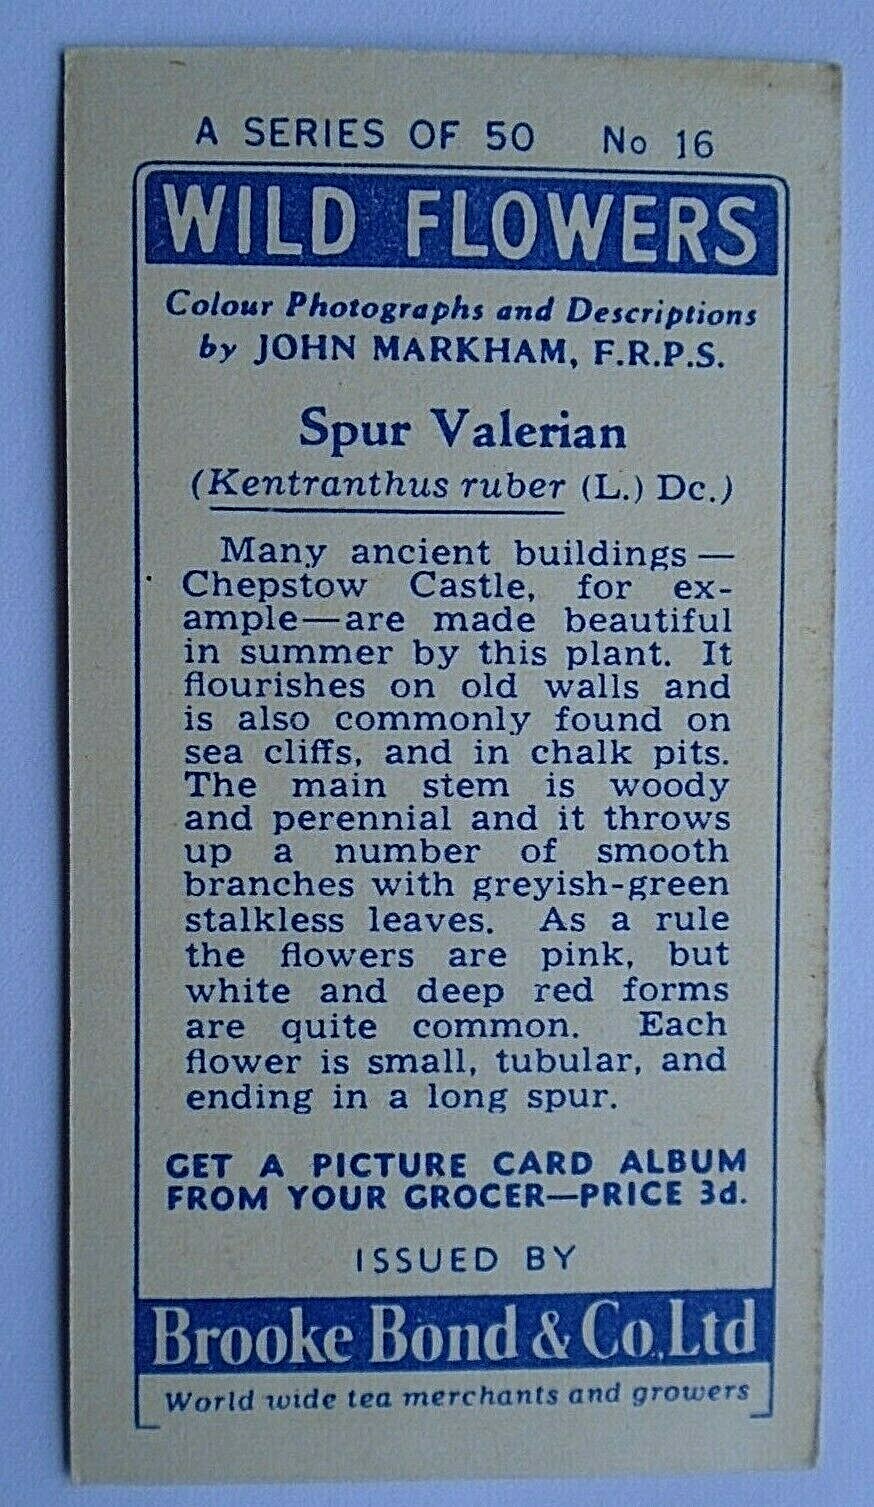 A SERIES OF 50 No 16
WILD FLOWERS
Colour Photographs and Descriptions
by JOHN MARKHAM, F.R.P.S.
Spur Valerian
(Kentranthus ruber (L.) Dc.)
Many ancient buildings —
Chepstow Castle, for ex-
ample—are made beautiful
in summer by this plant. It
flourishes on old walls and
is also commonly found on
sea cliffs, and in chalk pits.
The main stem is woody
and perennial and it throws
up a number of smooth
branches with greyish-green
stalkless leaves. As a rule
the flowers are pink, but
white and deep red forms
are quite common. Each
flower is small, tubular, and
ending in a long spur.
GET A PICTURE CARD ALBUM
FROM YOUR GROCER—PRICE 3d.
ISSUED BY
Brooke Bond & Co. Ltd
World wide tea merchants and growers